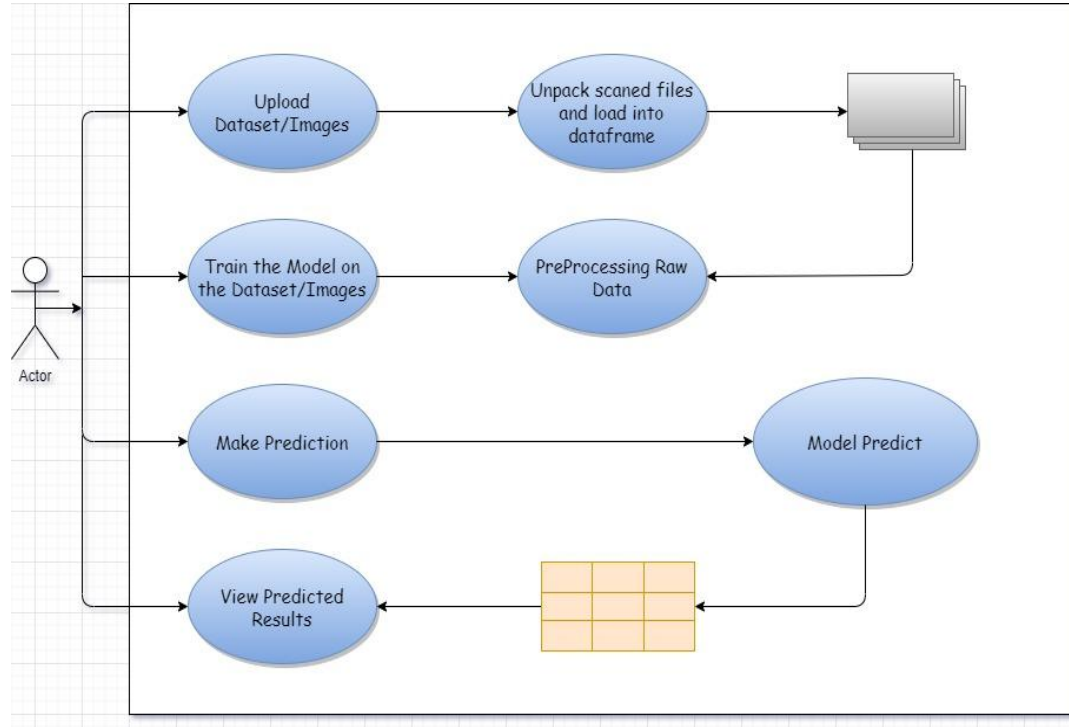 Upload
Dataset/Images
Unpack scaned files
and load into
dataframe
Train the Model on
the Dataset/Images
PreProcessing Raw
Data
Actor
Make Prediction
Model Predict
View Predicted
Results